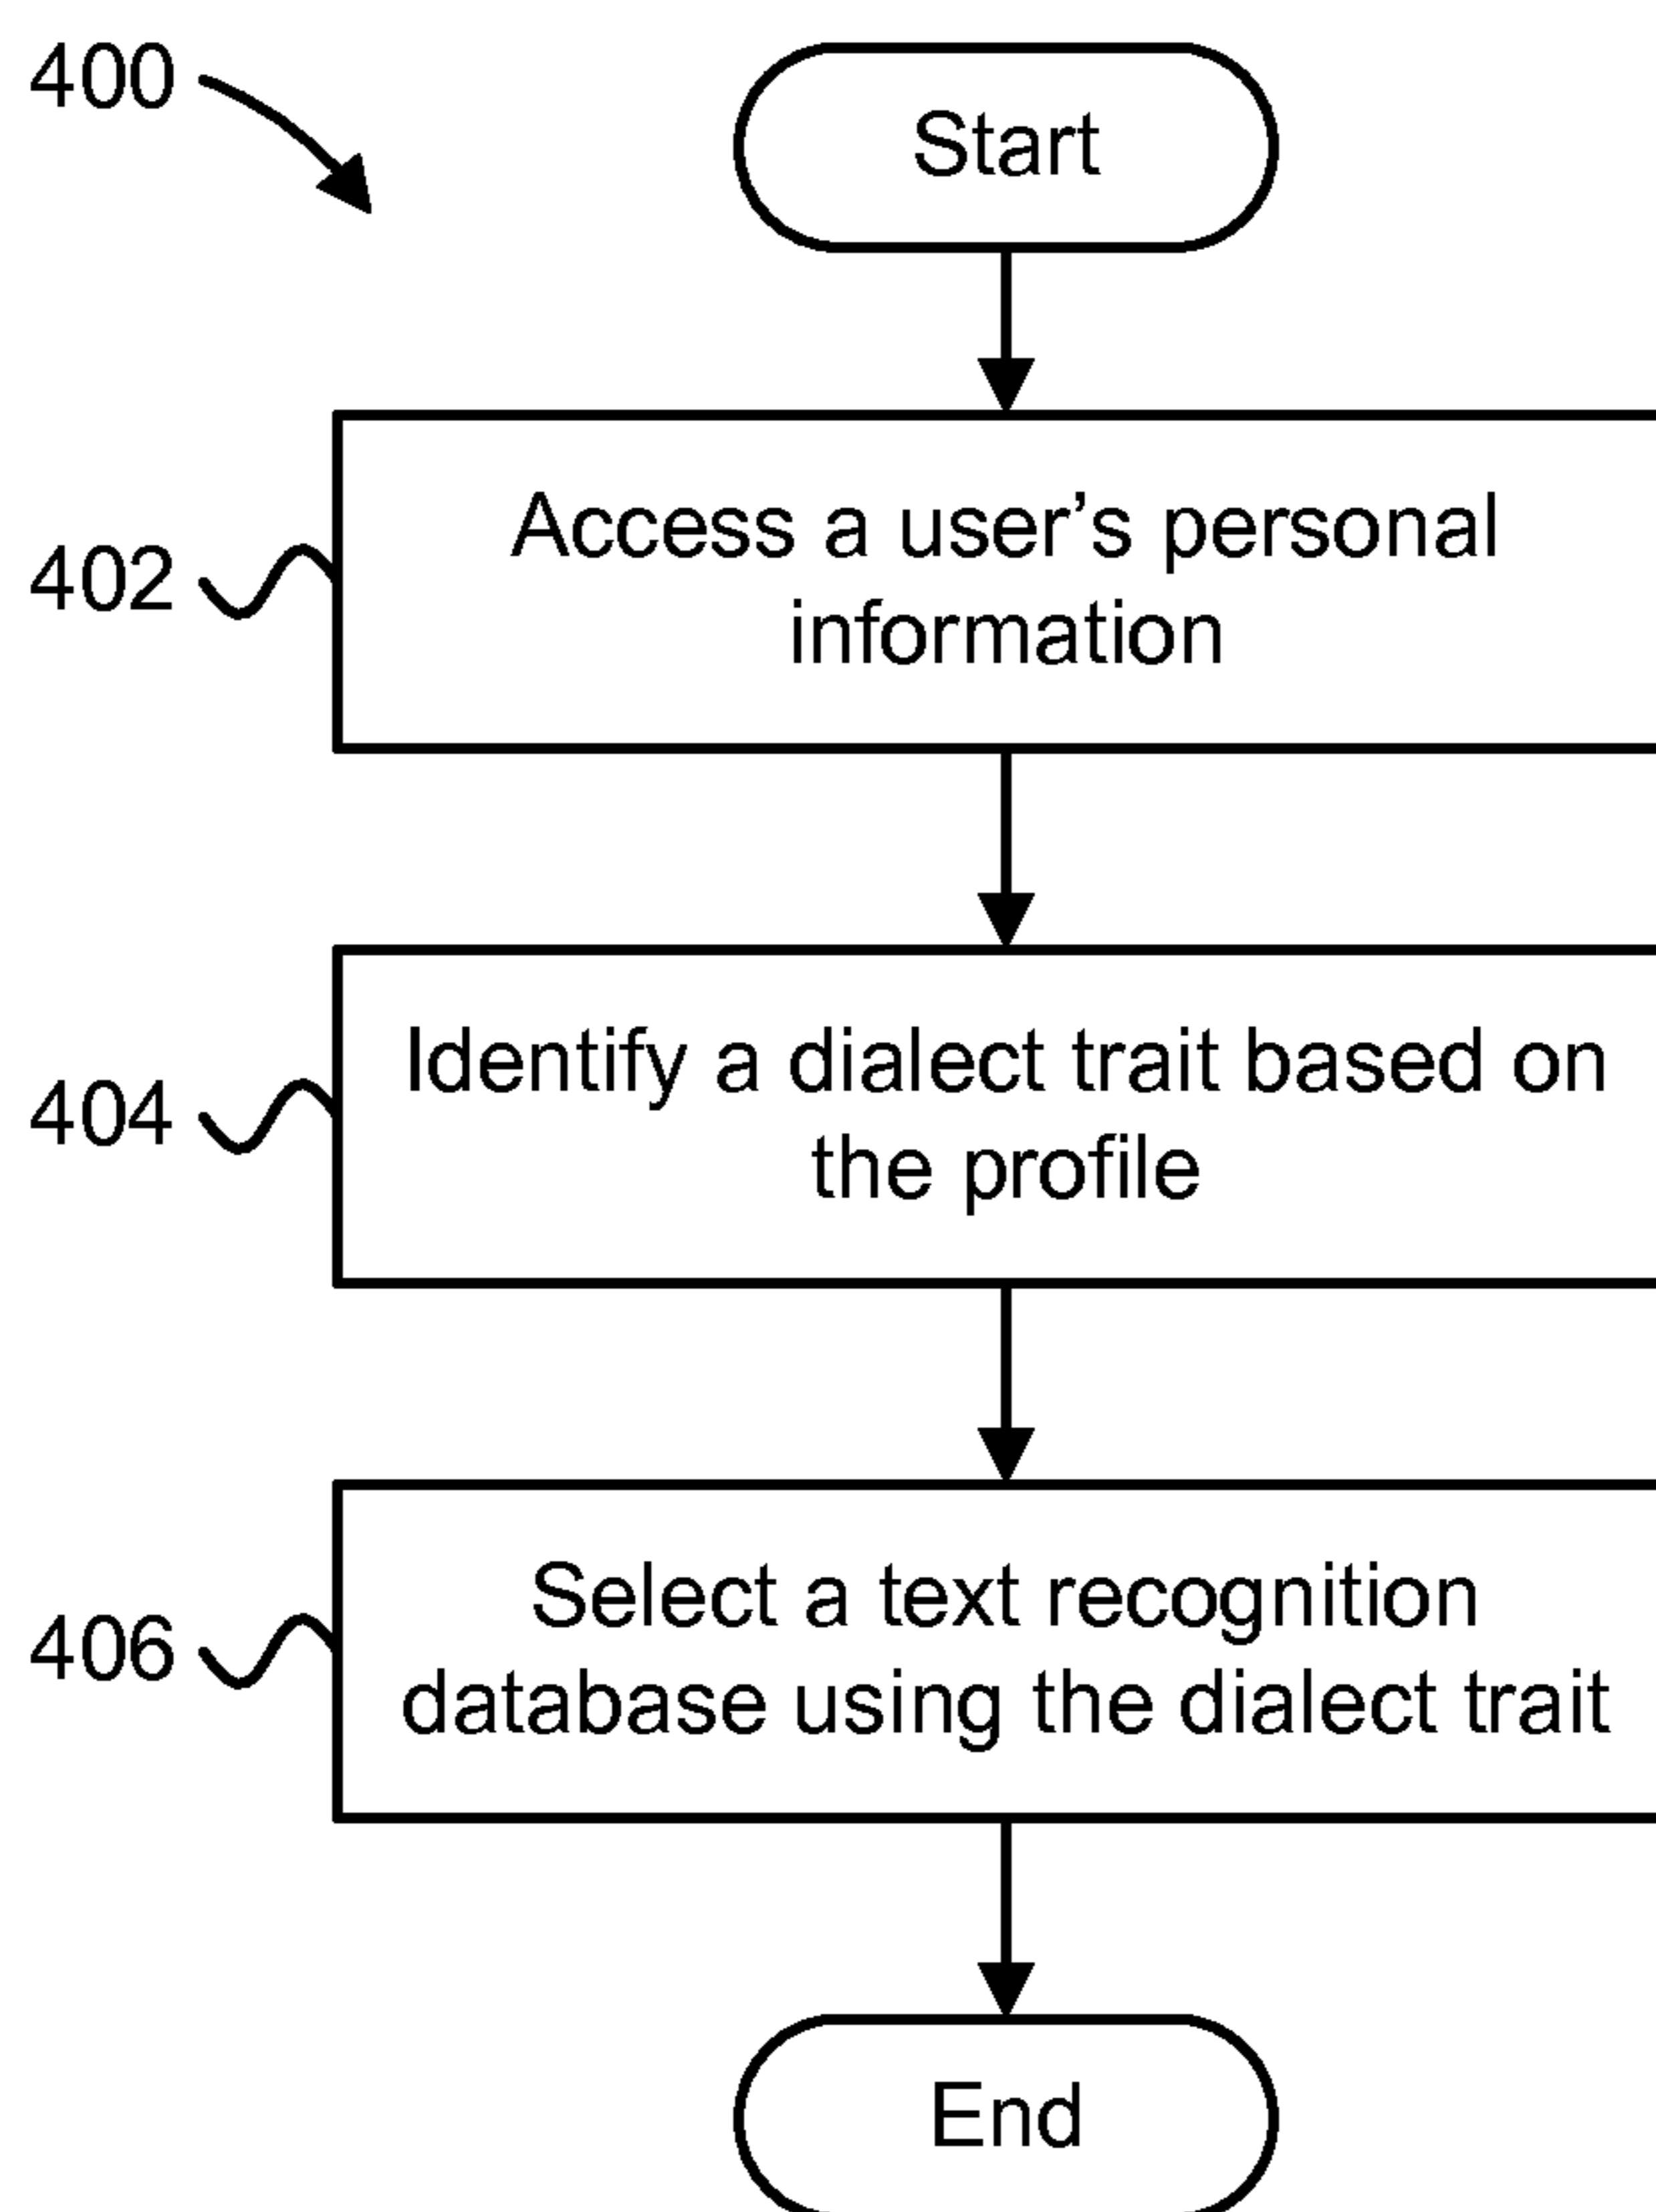 400
Start
402
Access a user's personal
information
404
Identify a dialect trait based on
the profile
406
Select a text recognition
database using the dialect trait
End